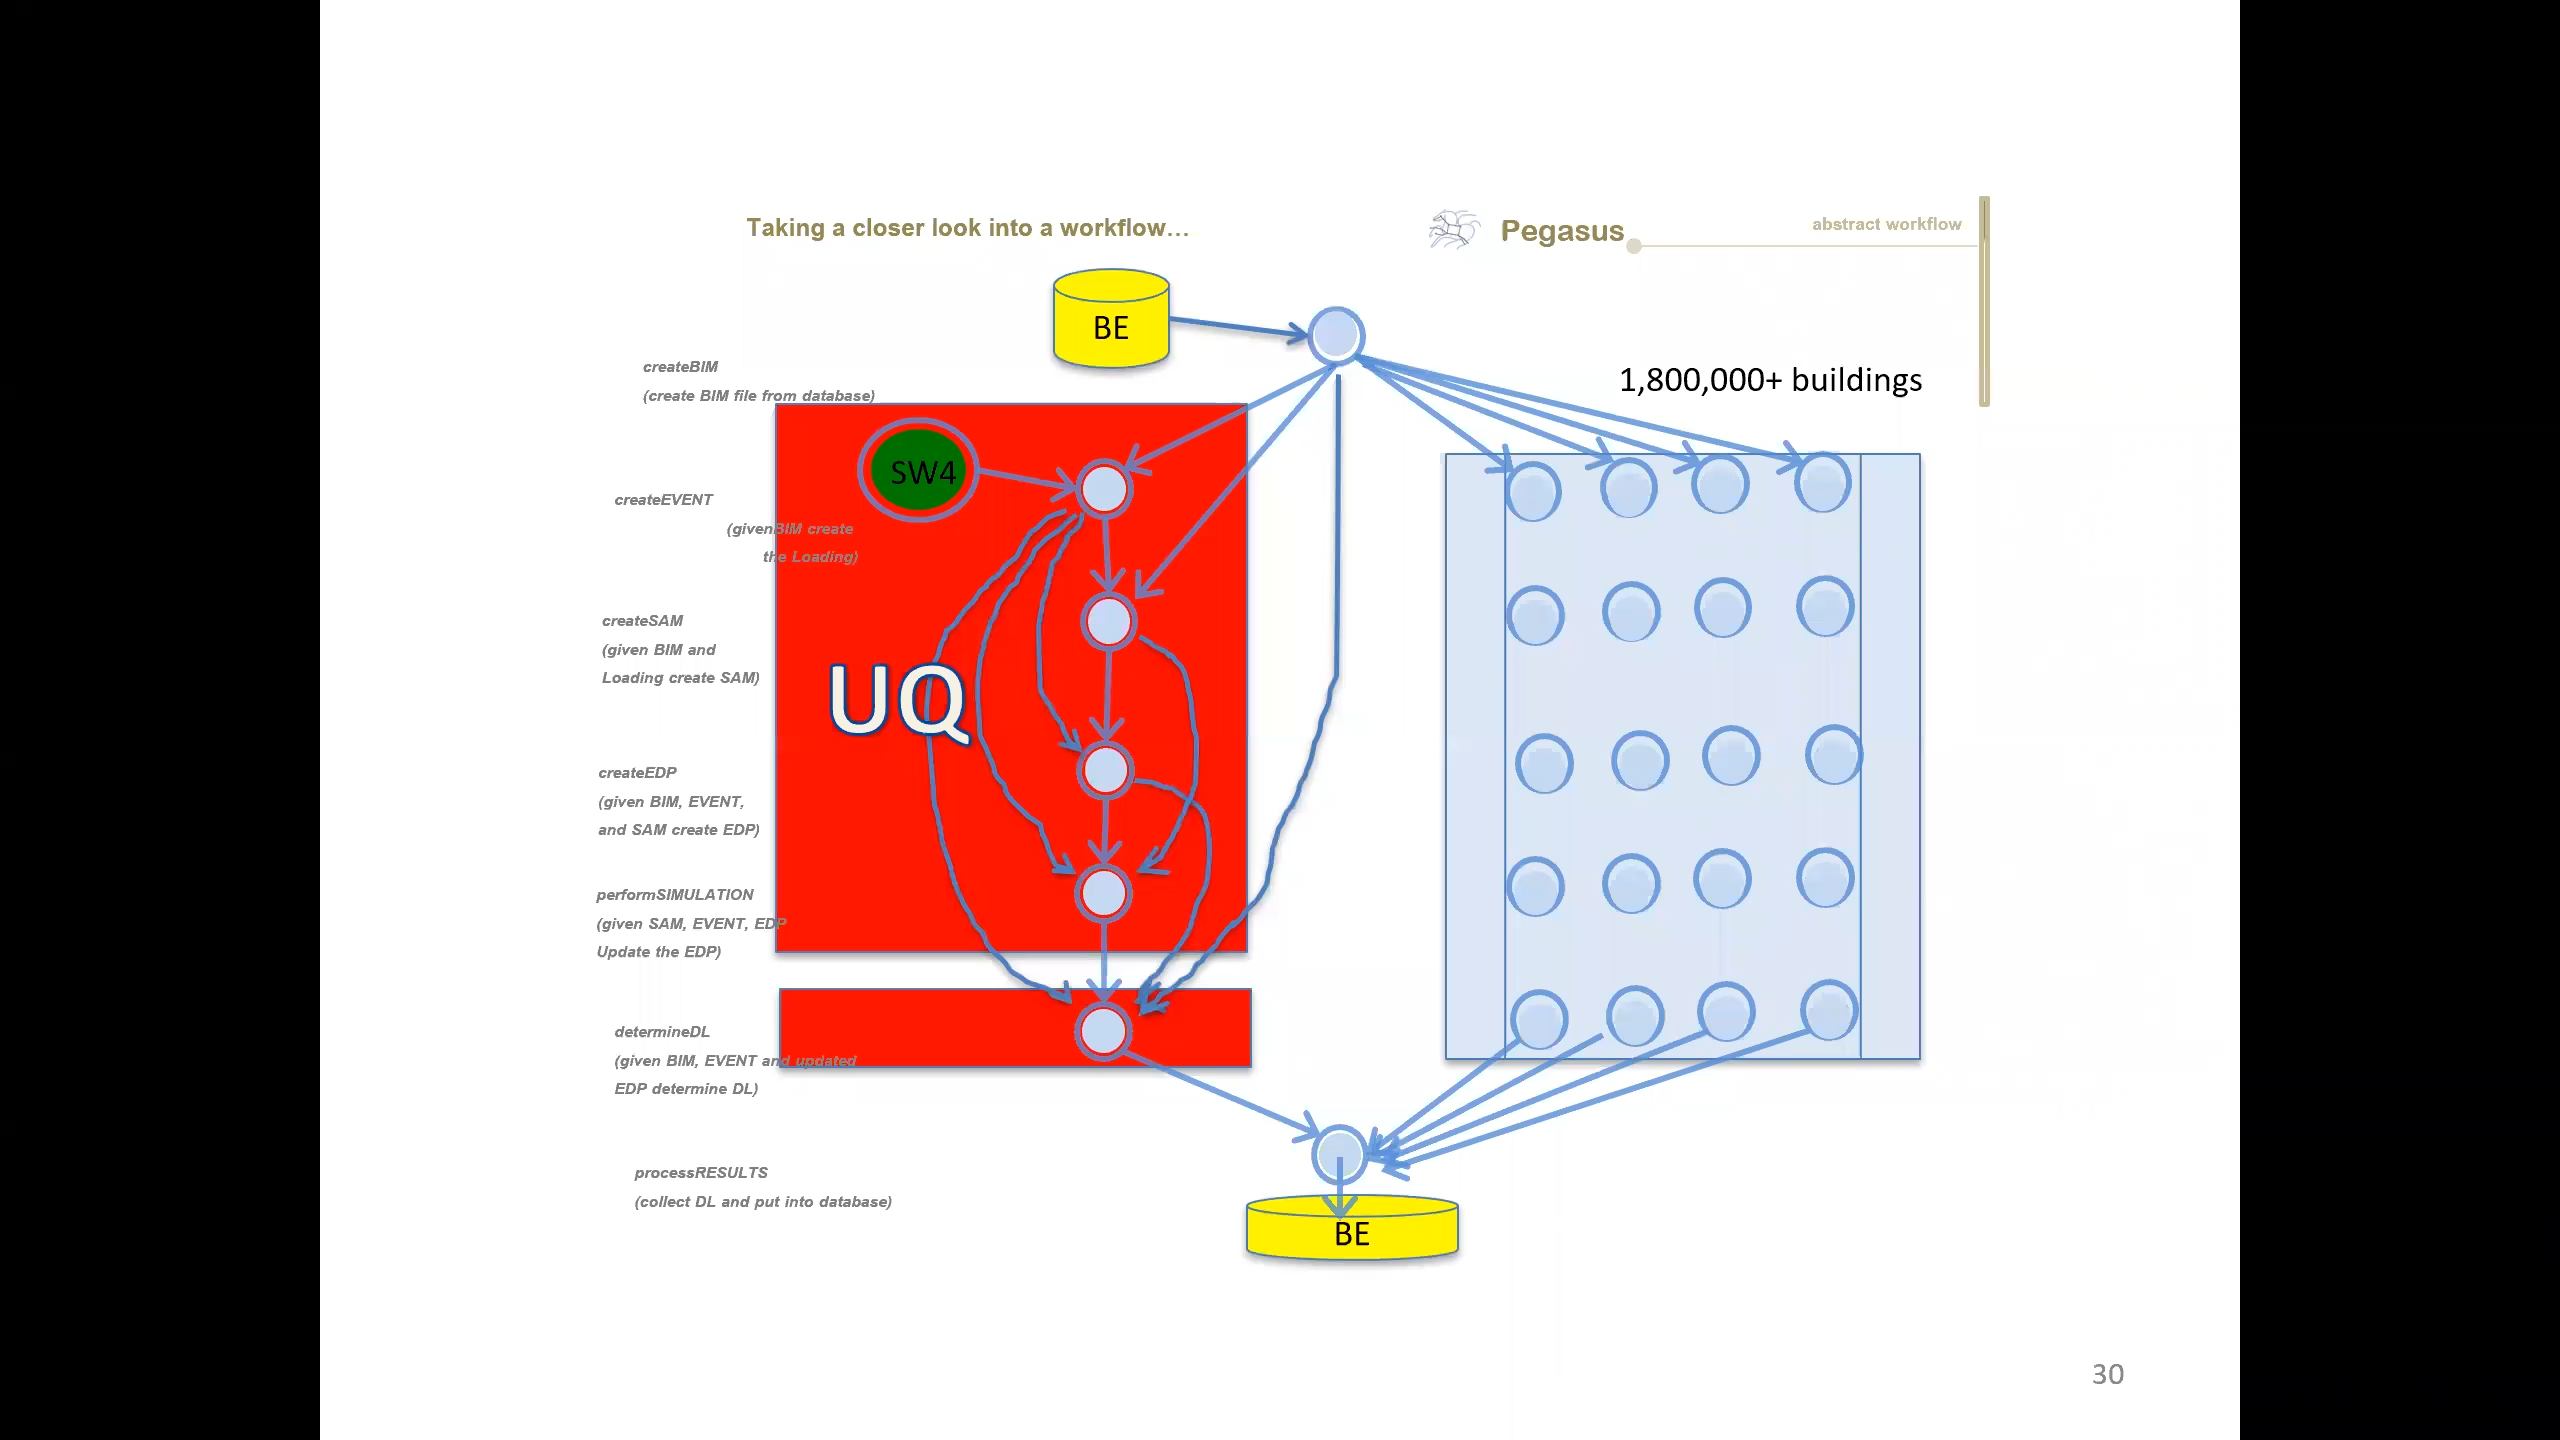 Taking a closer look into a workflow…
Pegasus
abstract workflow
BE
1,800,000+ buildings
createBIM
(create BIM file from database)
SW4
createEVENT
(givenBIM create
the Loading)
createSAM
(given BIM and
Loading create SAM)
UQ
createEDP
(given BIM, EVENT,
and SAM create EDP)
performSIMULATION
(given SAM, EVENT, EDP
Update the EDP)
determineDL
(given BIM, EVENT and updated
EDP determine DL)
processRESULTS
(collect DL and put into database)
BE
30